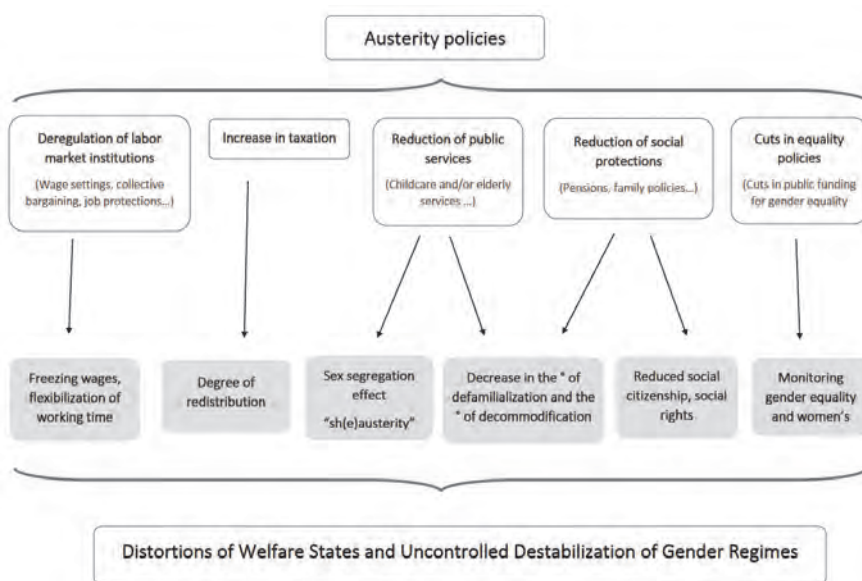 Austerity policies
Deregulation of labor
market institutions
(Wage settings, collective
bargaining, job protections...)
Increase in taxation
Reduction of public
services
(Childcare and/or elderly
services ...)
Reduction of social
protections
(Pensions, family policies...)
Cuts in equality
policies
(Cuts in public funding
for gender equality
Freezing wages,
flexibilization of
working time
Degree of
redistribution
Sex segregation
effect
"sh(e)austerity"
Decrease in the * of
defamilialization and the
* of decommodification
Reduced social
citizenship, social
rights
Monitoring
gender equality
and women's
Distortions of Welfare States and Uncontrolled Destabilization of Gender Regimes